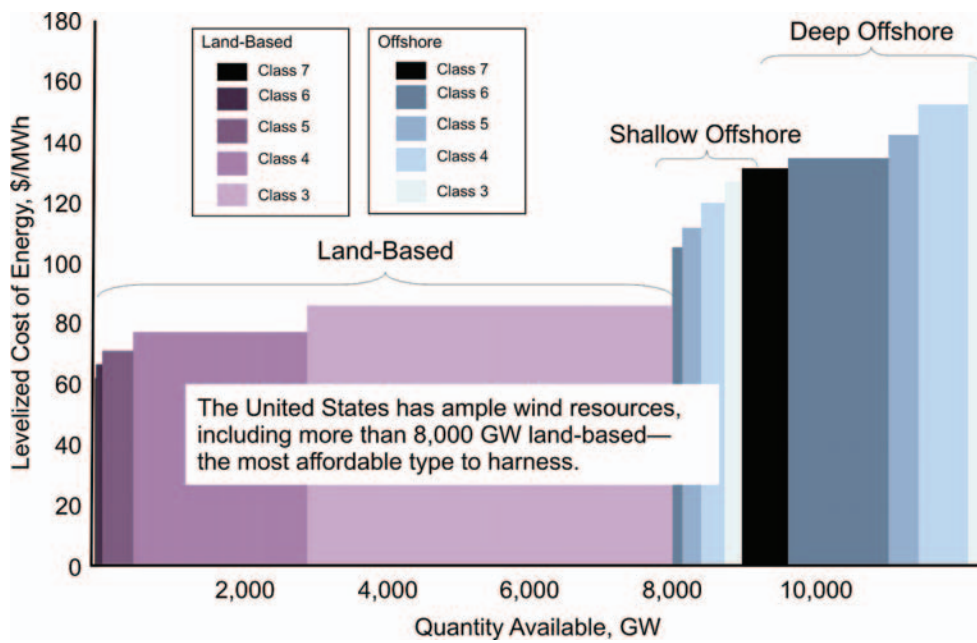 180
160
140
120
100
80
60
40
20
0
Levelized Cost of Energy, $/MWh
Land-Based
Class 7
Class 6
Class 5
Class 4
Class 3
Offshore
Class 7
Class 6
Class 5
Class 4
Class 3
Deep Offshore
Shallow Offshore
Land-Based
The United States has ample wind resources,
including more than 8,000 GW land-based—
the most affordable type to harness.
2,000
4,000
6,000
8,000
10,000
Quantity Available, GW